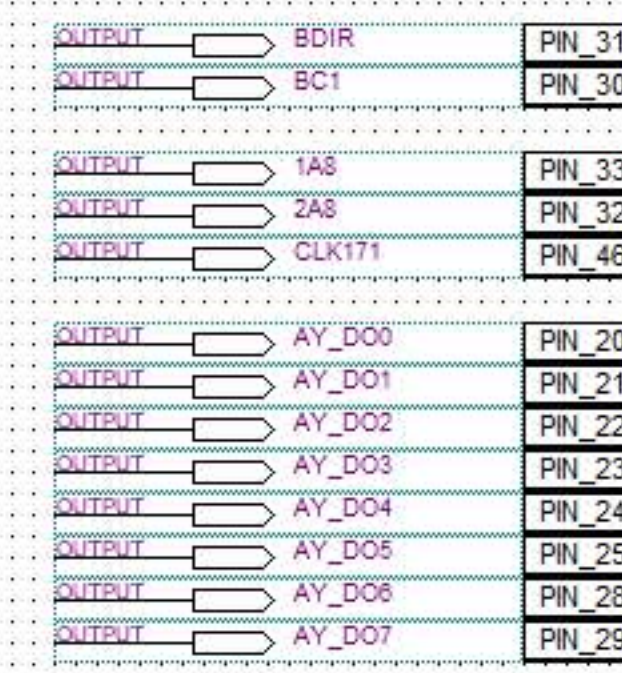 OUTPUT BDIR PIN_31
OUTPUT BC1 PIN_30
OUTPUT 1A8 PIN_33
OUTPUT 2A8 PIN_32
OUTPUT CLK171 PIN_46
OUTPUT AY_DO0 PIN_20
OUTPUT AY_DO1 PIN_21
OUTPUT AY_DO2 PIN_22
OUTPUT AY_DO3 PIN_23
OUTPUT AY_DO4 PIN_24
OUTPUT AY_DO5 PIN_25
OUTPUT AY_DO6 PIN_28
OUTPUT AY_DO7 PIN_29